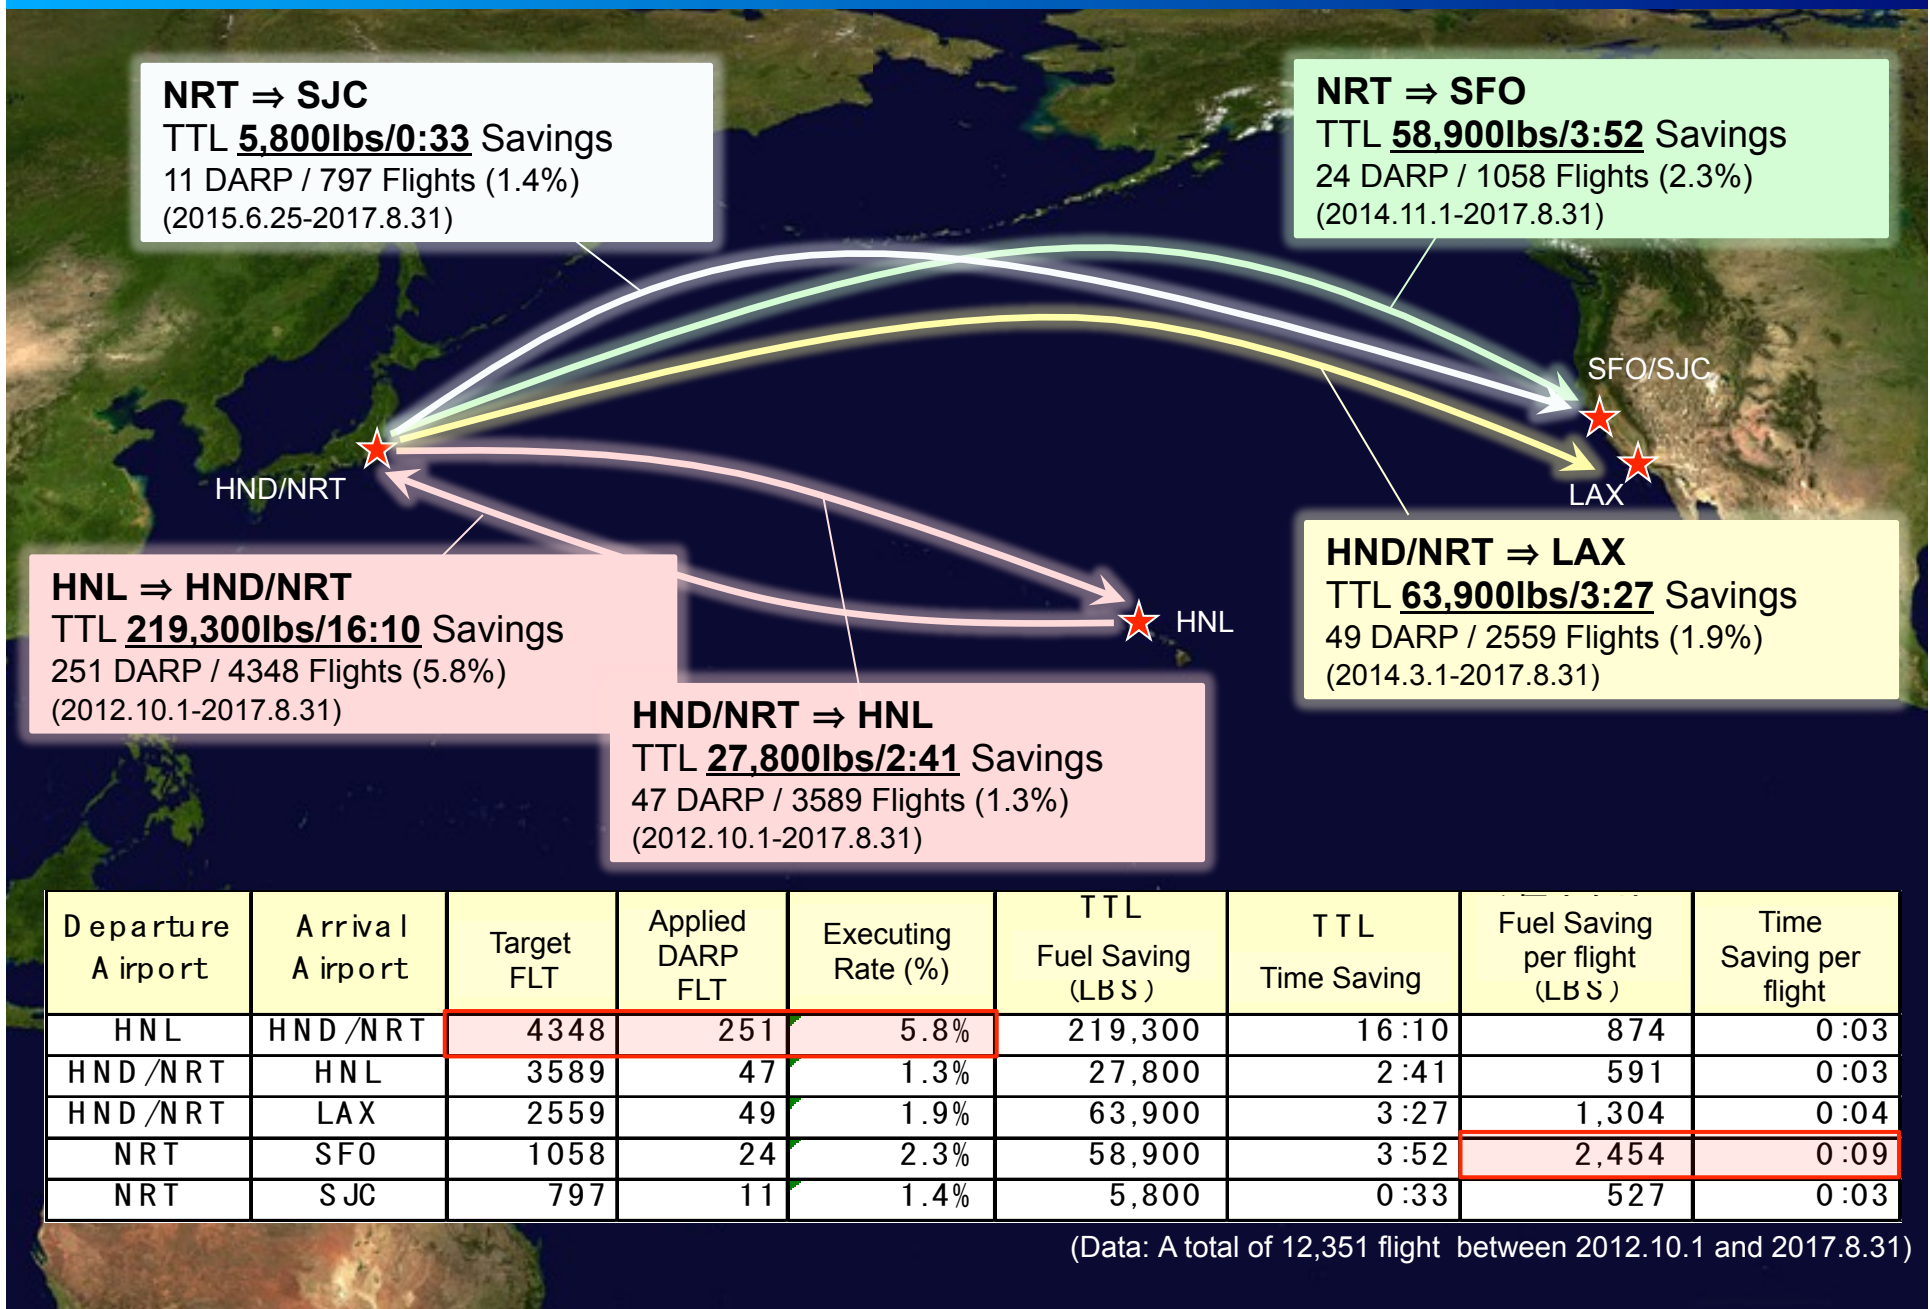 NRT ⇒ SJC
TTL 5,800lbs/0:33 Savings
11 DARP / 797 Flights (1.4%)
(2015.6.25-2017.8.31)
NRT ⇒ SFO
TTL 58,900lbs/3:52 Savings
24 DARP / 1058 Flights (2.3%)
(2014.11.1-2017.8.31)
SFO/SJC
HND/NRT
LAX
HNL
HNL ⇒ HND/NRT
TTL 219,300lbs/16:10 Savings
251 DARP / 4348 Flights (5.8%)
(2012.10.1-2017.8.31)
HND/NRT ⇒ LAX
TTL 63,900lbs/3:27 Savings
49 DARP / 2559 Flights (1.9%)
(2014.3.1-2017.8.31)
HND/NRT ⇒ HNL
TTL 27,800lbs/2:41 Savings
47 DARP / 3589 Flights (1.3%)
(2012.10.1-2017.8.31)
Departure Airport Arrival Airport Target FLT Applied DARP FLT Executing Rate (%) TTL Fuel Saving (LBS) TTL Time Saving Fuel Saving per flight (LBS) Time Saving per flight
HNL HND/NRT 4348 251 5.8% 219,300 16:10 874 0:03
HND/NRT HNL 3589 47 1.3% 27,800 2:41 591 0:03
HND/NRT LAX 2559 49 1.9% 63,900 3:27 1,304 0:04
NRT SFO 1058 24 2.3% 58,900 3:52 2,454 0:09
NRT SJC 797 11 1.4% 5,800 0:33 527 0:03
(Data: A total of 12,351 flight between 2012.10.1 and 2017.8.31)